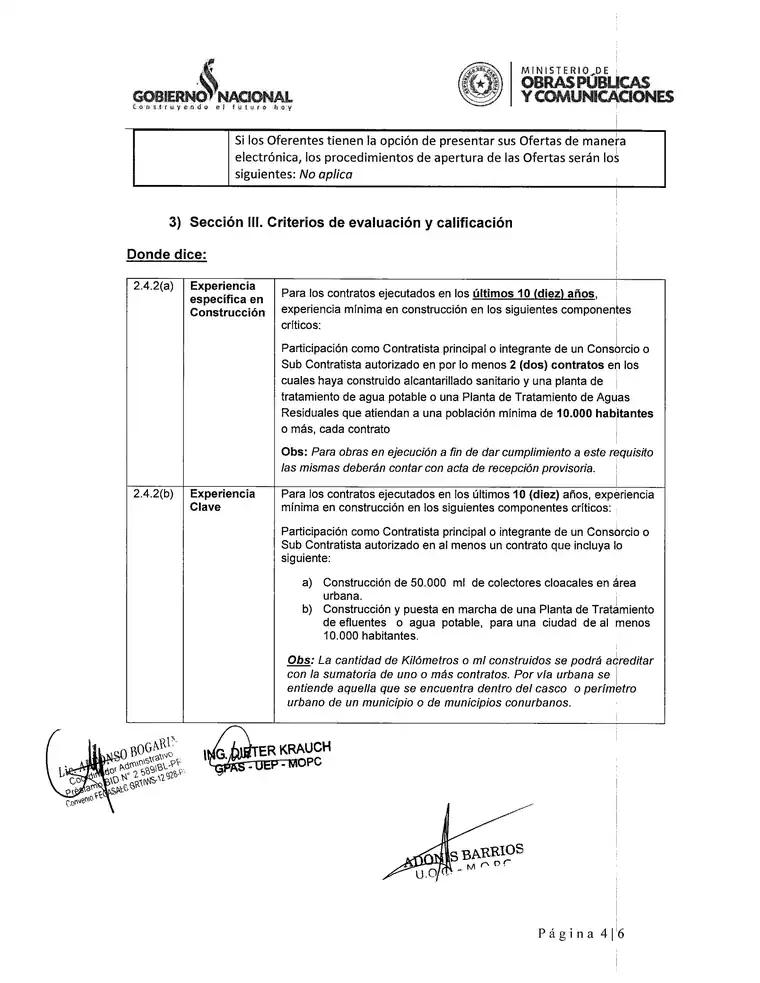 GOBIERNO NACIONAL
Construyendo el futuro hoy
MINISTERIO DE
OBRAS PÚBLICAS
Y COMUNICACIONES
Si los Oferentes tienen la opción de presentar sus Ofertas de manera
electrónica, los procedimientos de apertura de las Ofertas serán los
siguientes: No aplica
3) Sección III. Criterios de evaluación y calificación
Donde dice:
2.4.2(a)
Experiencia
especifica en
Construcción
Para los contratos ejecutados en los últimos 10 (diez) años,
experiencia mínima en construcción en los siguientes componentes
críticos:
Participación como Contratista principal o integrante de un Consorcio o
Sub Contratista autorizado en por lo menos 2 (dos) contratos en los
cuales haya construido alcantarillado sanitario y una planta de
tratamiento de agua potable o una Planta de Tratamiento de Aguas
Residuales que atiendan a una población mínima de 10.000 habitantes
o más, cada contrato
Obs: Para obras en ejecución a fin de dar cumplimiento a este requisito
las mismas deberán contar con acta de recepción provisoria.
2.4.2(b)
Experiencia
Clave
Para los contratos ejecutados en los últimos 10 (diez) años, experiencia
mínima en construcción en los siguientes componentes críticos:
Participación como Contratista principal o integrante de un Consorcio o
Sub Contratista autorizado en al menos un contrato que incluya lo
siguiente:
a) Construcción de 50.000 ml de colectores cloacales en área
urbana.
b) Construcción y puesta en marcha de una Planta de Tratamiento
de efluentes o agua potable, para una ciudad de al menos
10.000 habitantes.
Obs: La cantidad de Kilómetros o ml construidos se podrá acreditar
con la sumatoria de uno o más contratos. Por vía urbana se
entiende aquella que se encuentra dentro del casco o perímetro
urbano de un municipio o de municipios conurbanos.
BOGARIN
Administrativo
BID N° 2 589/BL-PR
Convenio
ING. DIETER KRAUCH
GPAS - UEP - MOPC
ADONIS BARRIOS
MOPC
Página 4|6